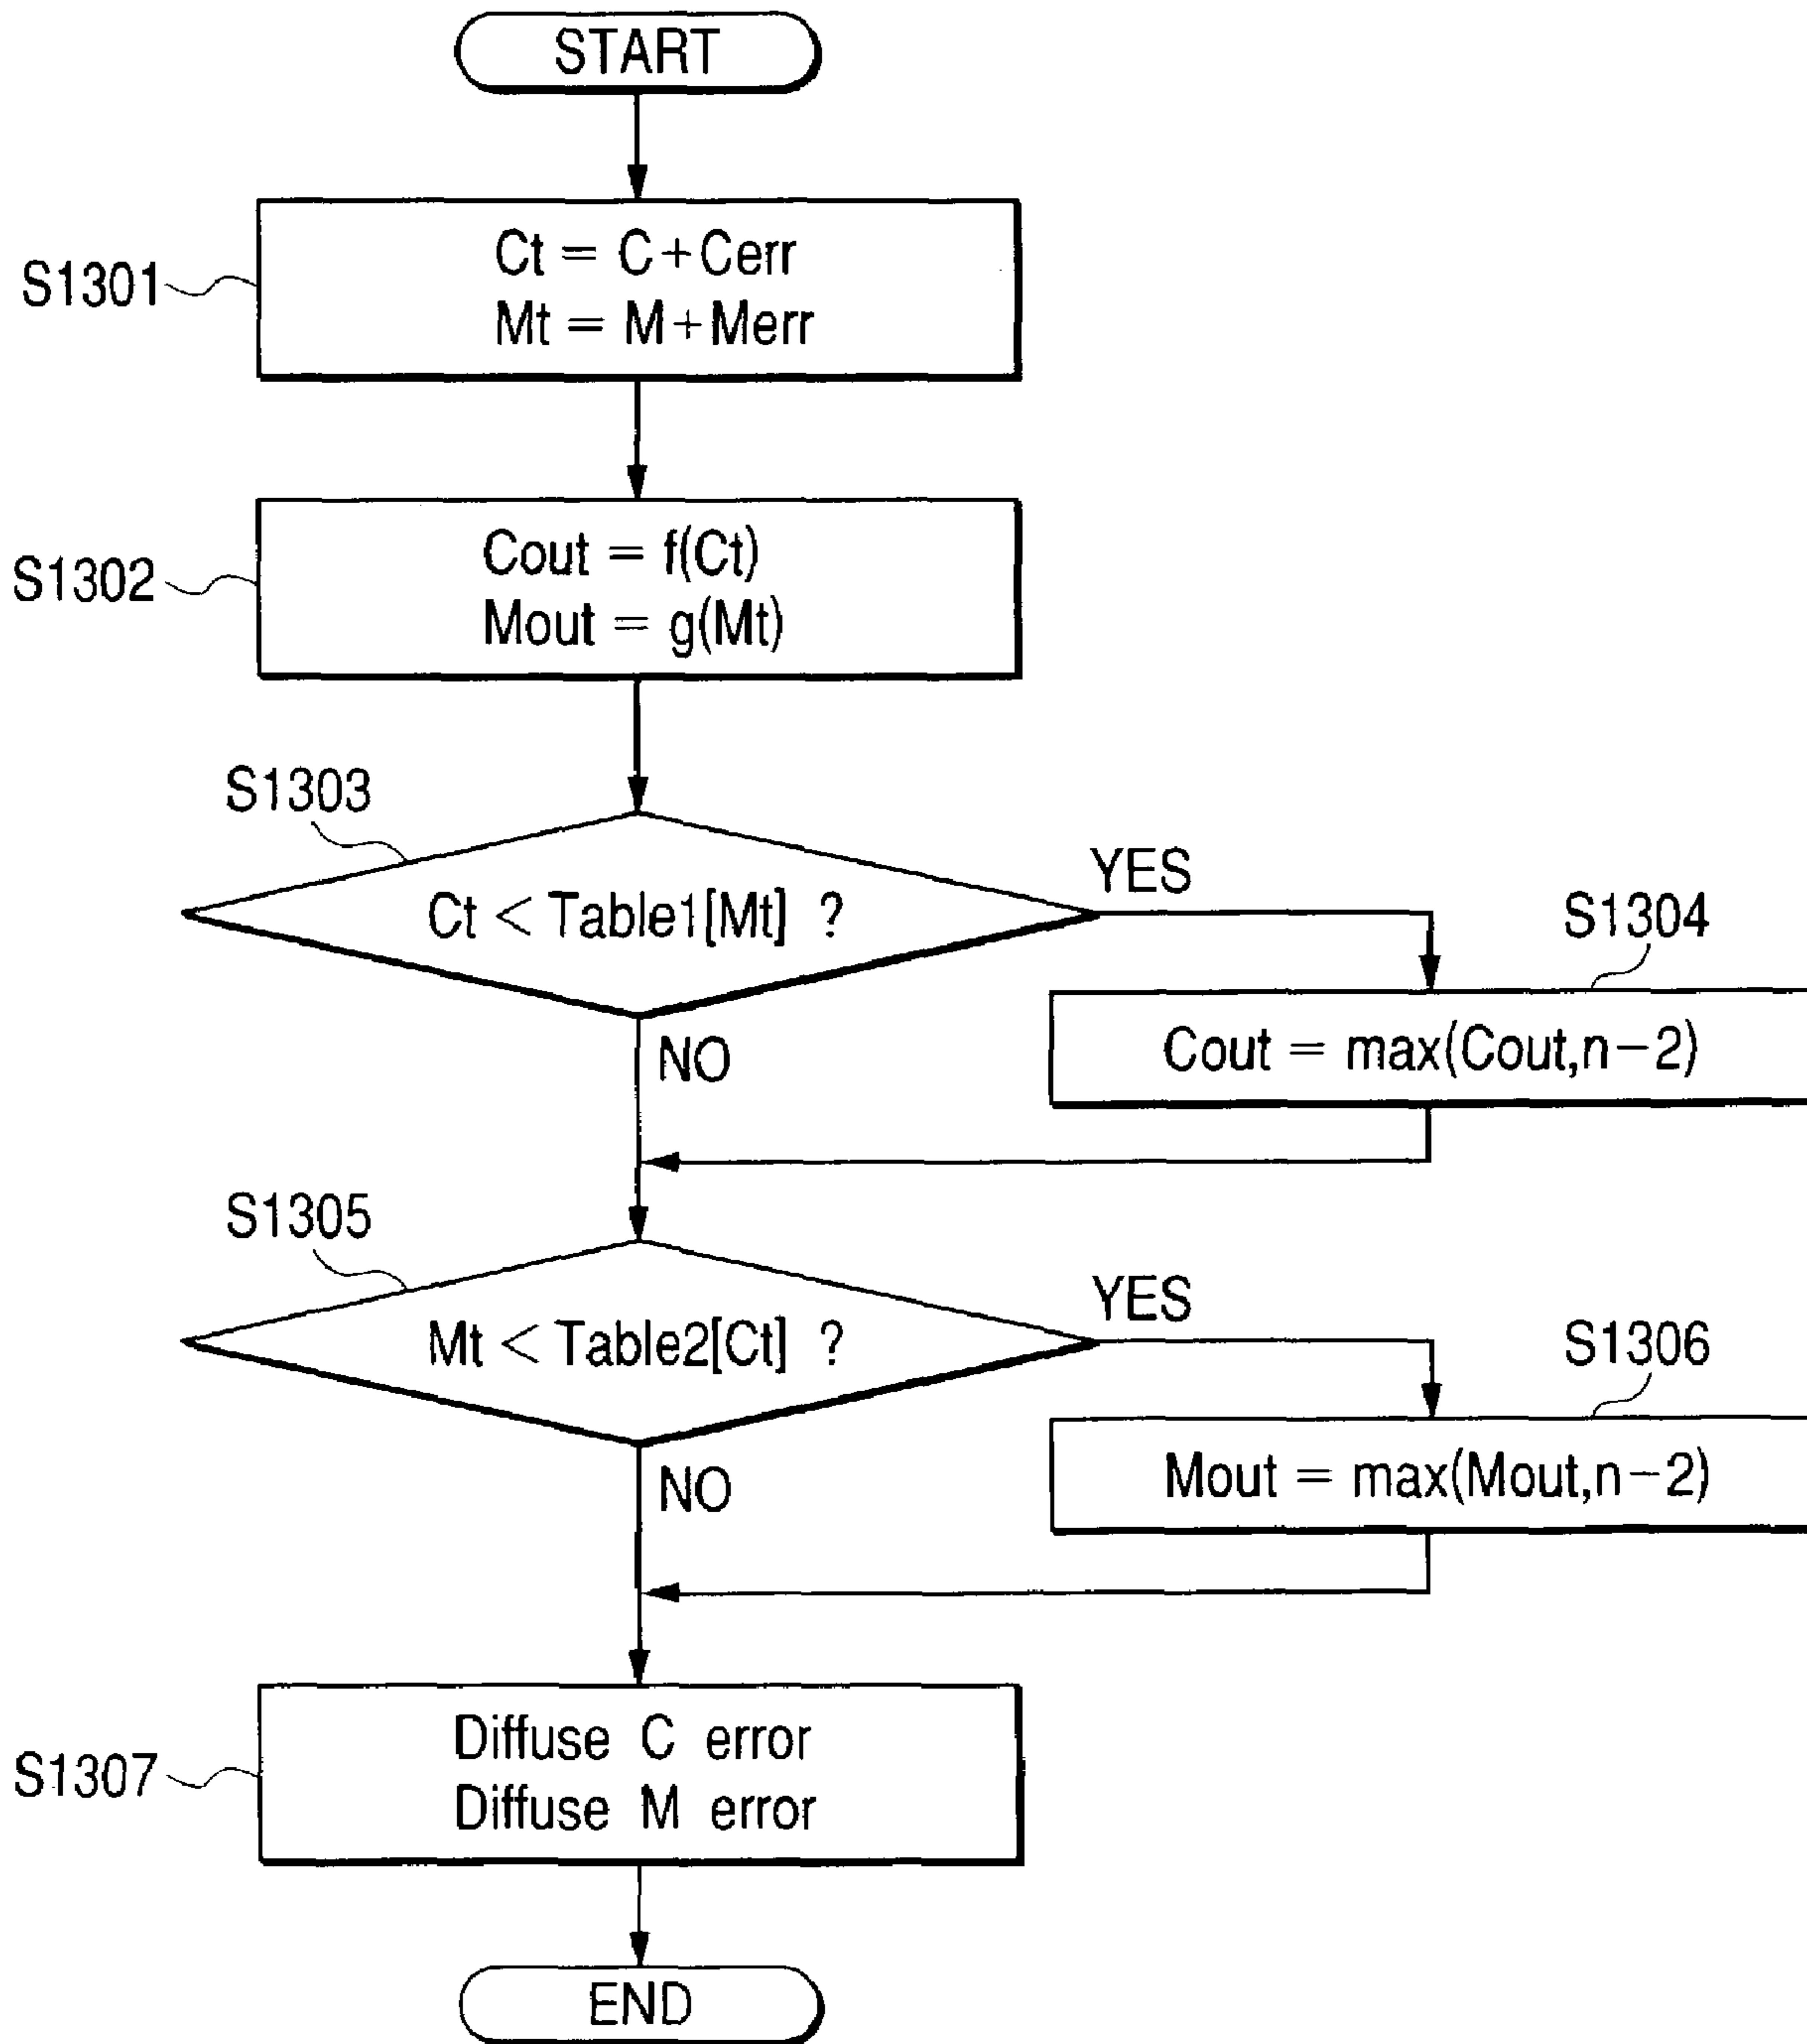 START
S1301
Ct = C+Cerr
Mt = M+Merr
S1302
Cout = f(Ct)
Mout = g(Mt)
S1303
Ct < Table1[Mt] ?
YES
NO
S1304
Cout = max(Cout,n-2)
S1305
Mt < Table2[Ct] ?
YES
NO
S1306
Mout = max(Mout,n-2)
S1307
Diffuse C error
Diffuse M error
END